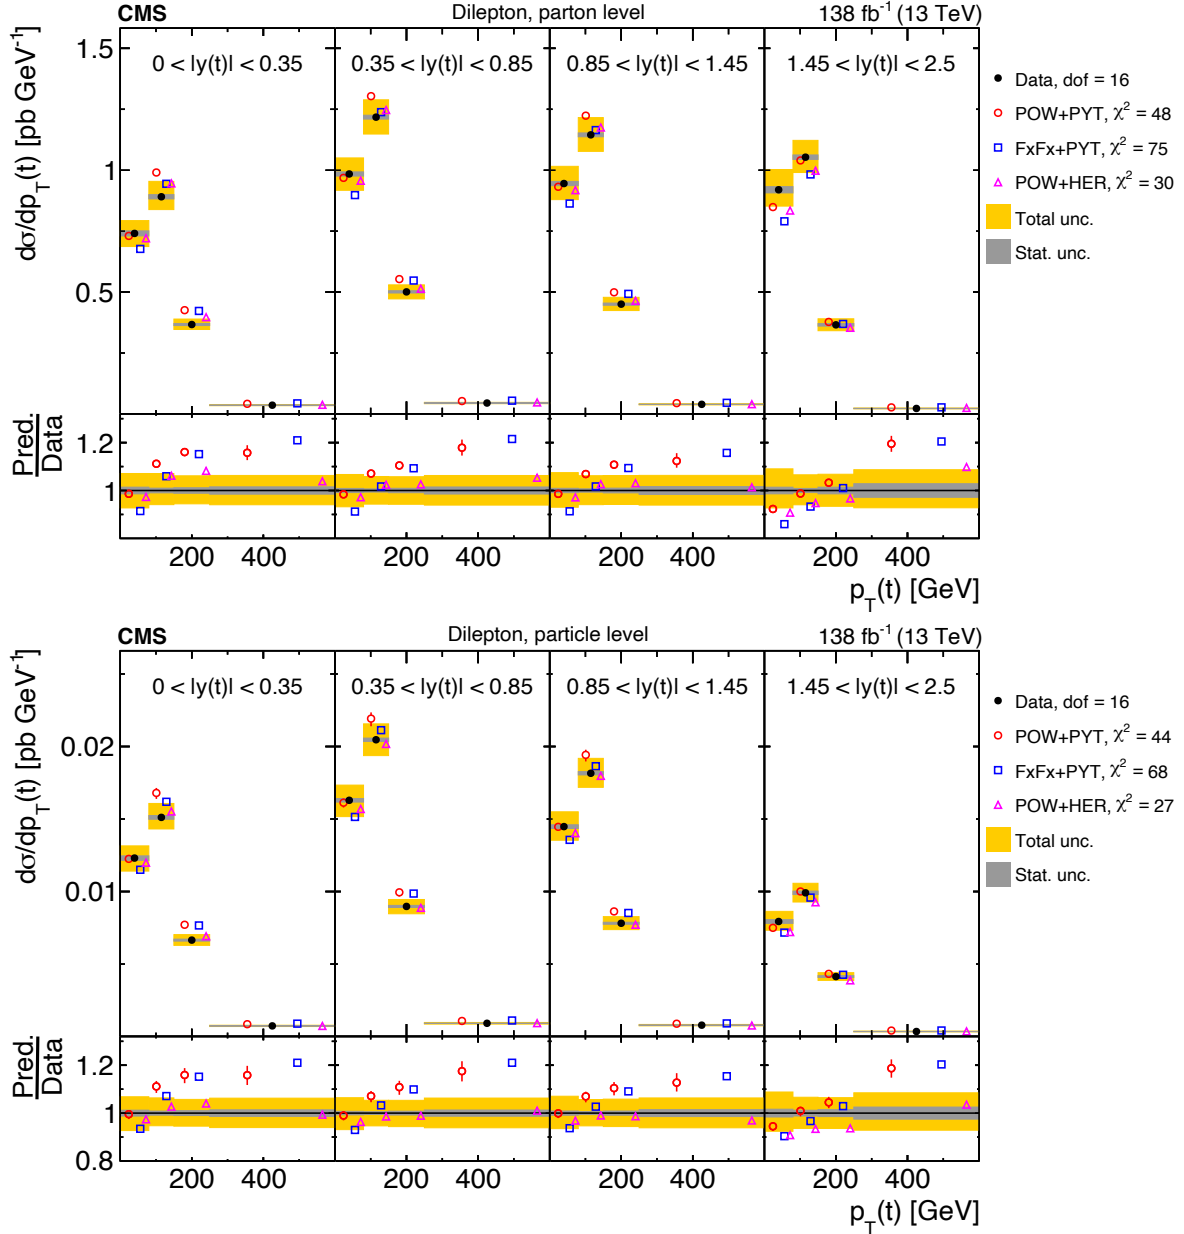 CMS Dilepton, parton level 138 fb⁻¹ (13 TeV)
dσ/dp_T(t) [pb GeV⁻¹]
1.5
1
0.5
0 < |y(t)| < 0.35
0.35 < |y(t)| < 0.85
0.85 < |y(t)| < 1.45
1.45 < |y(t)| < 2.5
Data, dof = 16
POW+PYT, χ² = 48
FxFx+PYT, χ² = 75
POW+HER, χ² = 30
Total unc.
Stat. unc.
Pred.
Data
1.2
1
200 400 200 400 200 400 200 400
p_T(t) [GeV]
CMS Dilepton, particle level 138 fb⁻¹ (13 TeV)
dσ/dp_T(t) [pb GeV⁻¹]
0.02
0.01
0 < |y(t)| < 0.35
0.35 < |y(t)| < 0.85
0.85 < |y(t)| < 1.45
1.45 < |y(t)| < 2.5
Data, dof = 16
POW+PYT, χ² = 44
FxFx+PYT, χ² = 68
POW+HER, χ² = 27
Total unc.
Stat. unc.
Pred.
Data
1.2
1
0.8
200 400 200 400 200 400 200 400
p_T(t) [GeV]